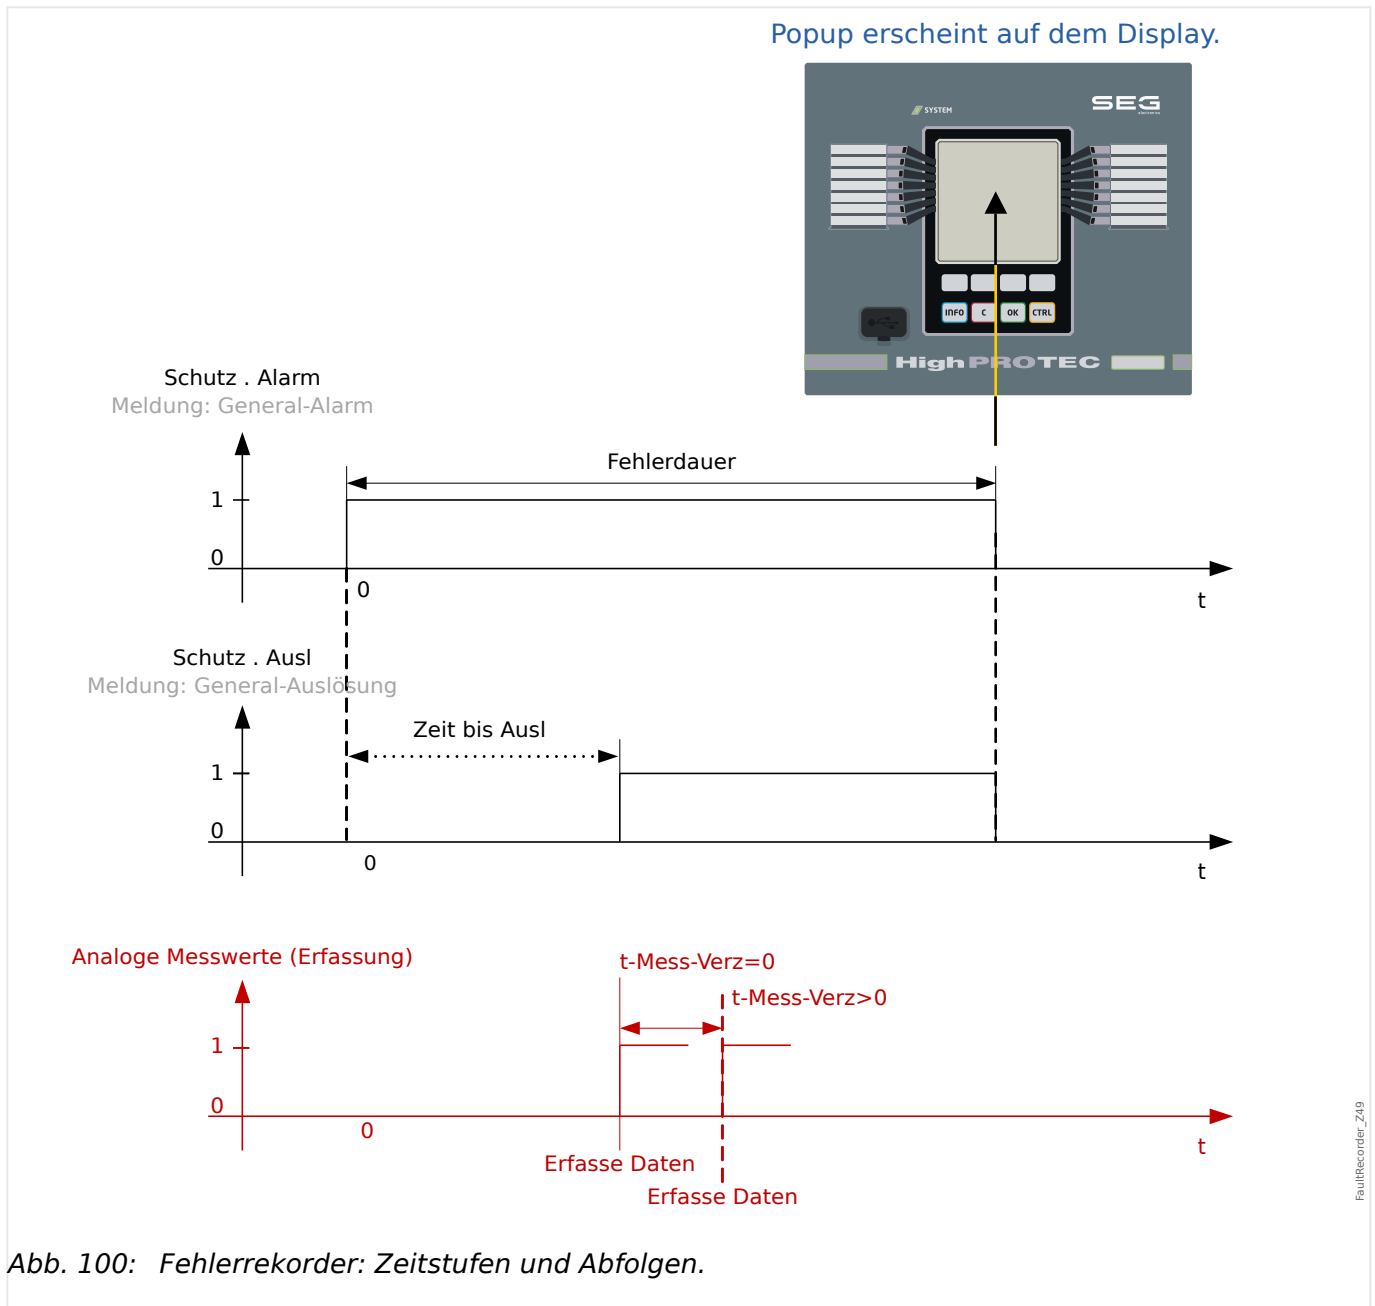 Popup erscheint auf dem Display.
SYSTEM
SEG
electronics
INFO
C
OK
CTRL
HighPROTEC
Schutz . Alarm
Meldung: General-Alarm
Fehlerdauer
1
0
0
t
Schutz . Ausl
Meldung: General-Auslösung
Zeit bis Ausl
1
0
0
t
Analoge Messwerte (Erfassung)
t-Mess-Verz=0
t-Mess-Verz>0
1
0
0
t
Erfasse Daten
Erfasse Daten
FaultRecorder_Z49
Abb. 100: Fehlerrekorder: Zeitstufen und Abfolgen.